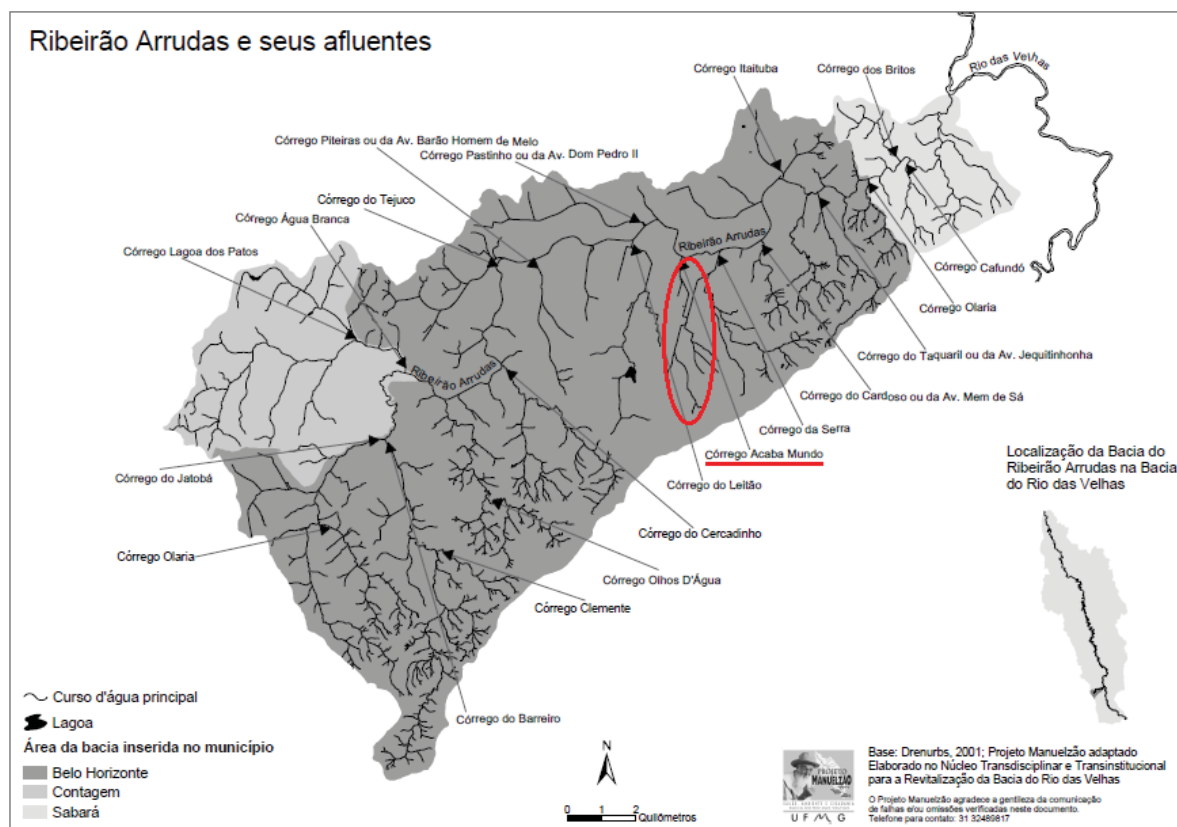 Ribeirão Arrudas e seus afluentes
Córrego Itaituba
Córrego dos Britos
Rio das Velhas
Córrego Piteiras ou da Av. Barão Homem de Melo
Córrego Pastinho ou da Av. Dom Pedro II
Córrego do Tejuco
Córrego Água Branca
Córrego Lagoa dos Patos
Ribeirão Arrudas
Córrego Cafundó
Córrego Olaria
Córrego do Taquaril ou da Av. Jequitinhonha
Ribeirão Arrudas
Córrego do Cardoso ou da Av. Mem de Sá
Córrego da Serra
Córrego Acaba Mundo
Córrego do Leitão
Córrego do Jatobá
Córrego do Cercadinho
Córrego Olaria
Córrego Olhos D'Água
Córrego Clemente
Córrego do Barreiro
Localização da Bacia do
Ribeirão Arrudas na Bacia
do Rio das Velhas
Curso d'água principal
Lagoa
Área da bacia inserida no município
Belo Horizonte
Contagem
Sabará
N
0 1 2
Quilômetros
PROJETO
MANUELZÃO
UFMG
Base: Drenurbs, 2001; Projeto Manuelzão adaptado
Elaborado no Núcleo Transdisciplinar e Transinstitucional
para a Revitalização da Bacia do Rio das Velhas
O Projeto Manuelzão agradece a gentileza da comunicação
de falhas e/ou omissões verificadas neste documento.
Telefone para contato: 31 32489817